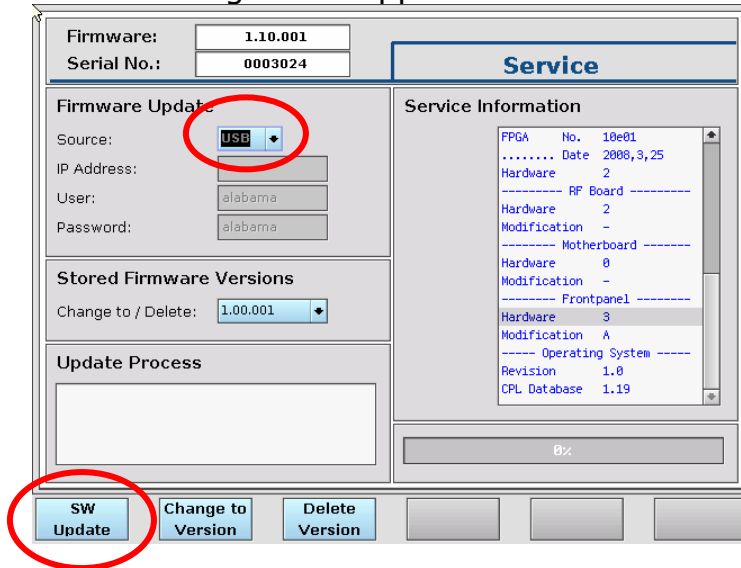 Firmware: 1.10.001
Serial No.: 0003024
Service
Firmware Update
Source: USB
IP Address:
User: alabama
Password: alabama
Stored Firmware Versions
Change to / Delete: 1.00.001
Update Process
Service Information
FPGA No. 10e01
........ Date 2008,3,25
Hardware 2
--------- RF Board ---------
Hardware 2
Modification -
-------- Motherboard -------
Hardware 0
Modification -
-------- Frontpanel --------
Hardware 3
Modification A
----- Operating System -----
Revision 1.0
CPL Database 1.19
0%
SW Update
Change to Version
Delete Version